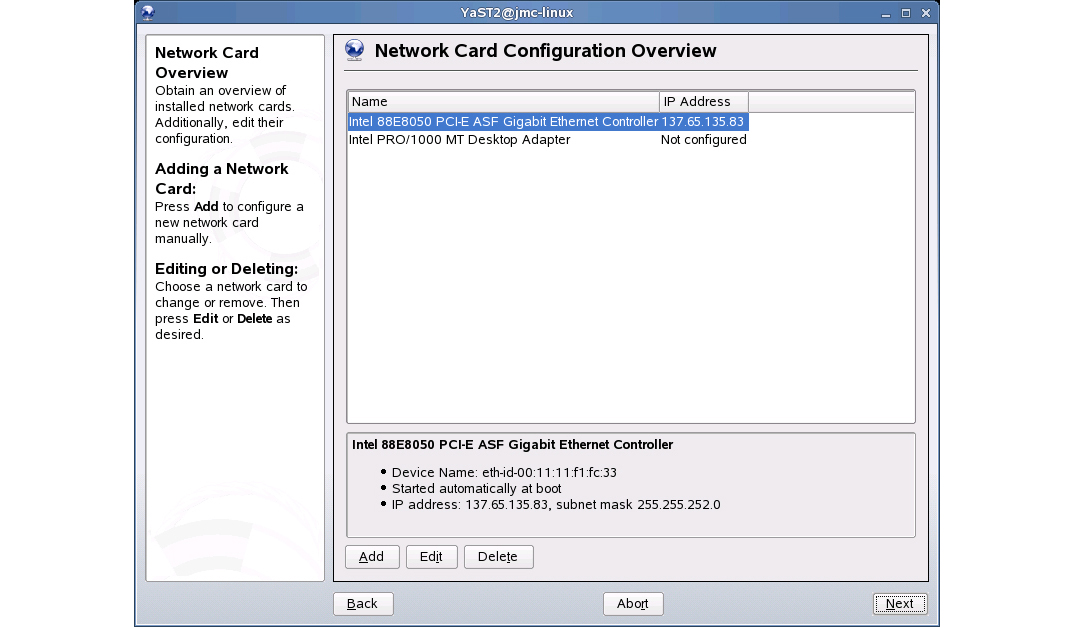 YaST2@jmc-linux
Network Card
Overview
Obtain an overview of
installed network cards.
Additionally, edit their
configuration.
Adding a Network
Card:
Press Add to configure a
new network card
manually.
Editing or Deleting:
Choose a network card to
change or remove. Then
press Edit or Delete as
desired.
Network Card Configuration Overview
Name IP Address
Intel 88E8050 PCI-E ASF Gigabit Ethernet Controller 137.65.135.83
Intel PRO/1000 MT Desktop Adapter Not configured
Intel 88E8050 PCI-E ASF Gigabit Ethernet Controller
• Device Name: eth-id-00:11:11:f1:fc:33
• Started automatically at boot
• IP address: 137.65.135.83, subnet mask 255.255.252.0
Add Edit Delete
Back Abort Next